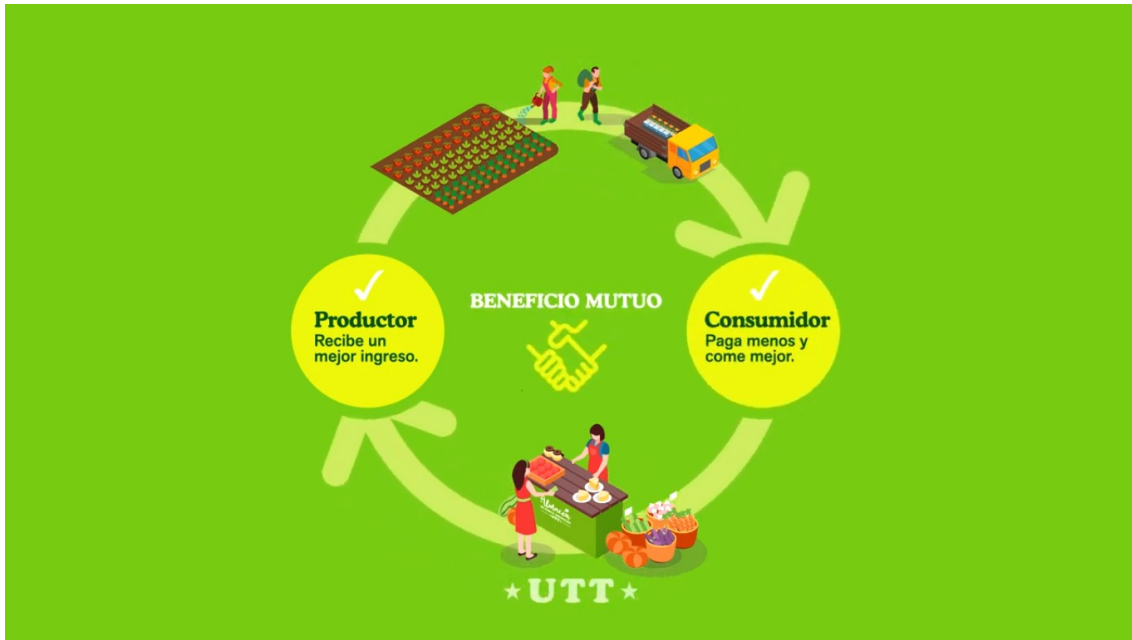 BENEFICIO MUTUO
Productor
Recibe un
mejor ingreso.
Consumidor
Paga menos y
come mejor.
UTT